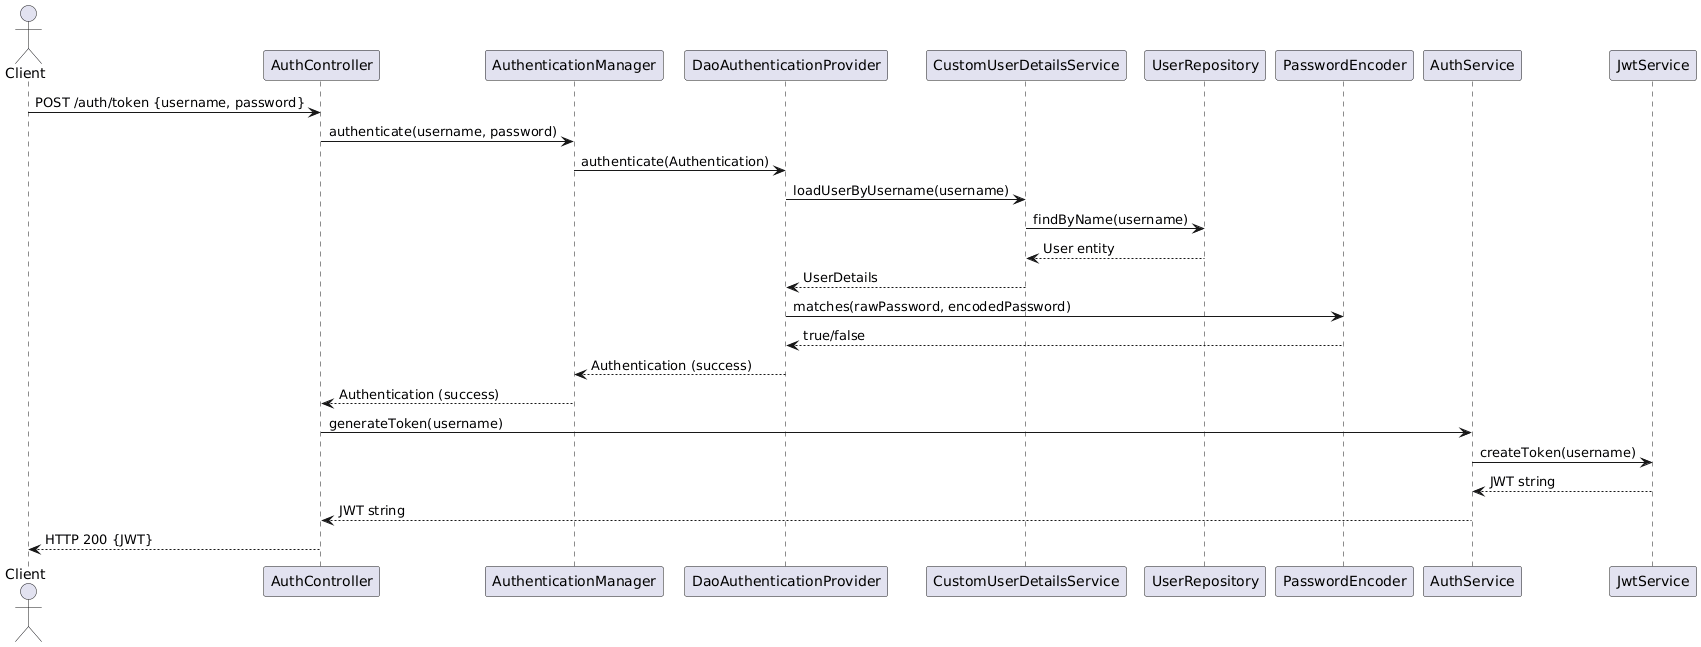 Client
AuthController
AuthenticationManager
DaoAuthenticationProvider
CustomUserDetailsService
UserRepository
PasswordEncoder
AuthService
JwtService
POST /auth/token {username, password}
authenticate(username, password)
authenticate(Authentication)
loadUserByUsername(username)
findByName(username)
User entity
UserDetails
matches(rawPassword, encodedPassword)
true/false
Authentication (success)
Authentication (success)
generateToken(username)
createToken(username)
JWT string
JWT string
HTTP 200 {JWT}
Client
AuthController
AuthenticationManager
DaoAuthenticationProvider
CustomUserDetailsService
UserRepository
PasswordEncoder
AuthService
JwtService